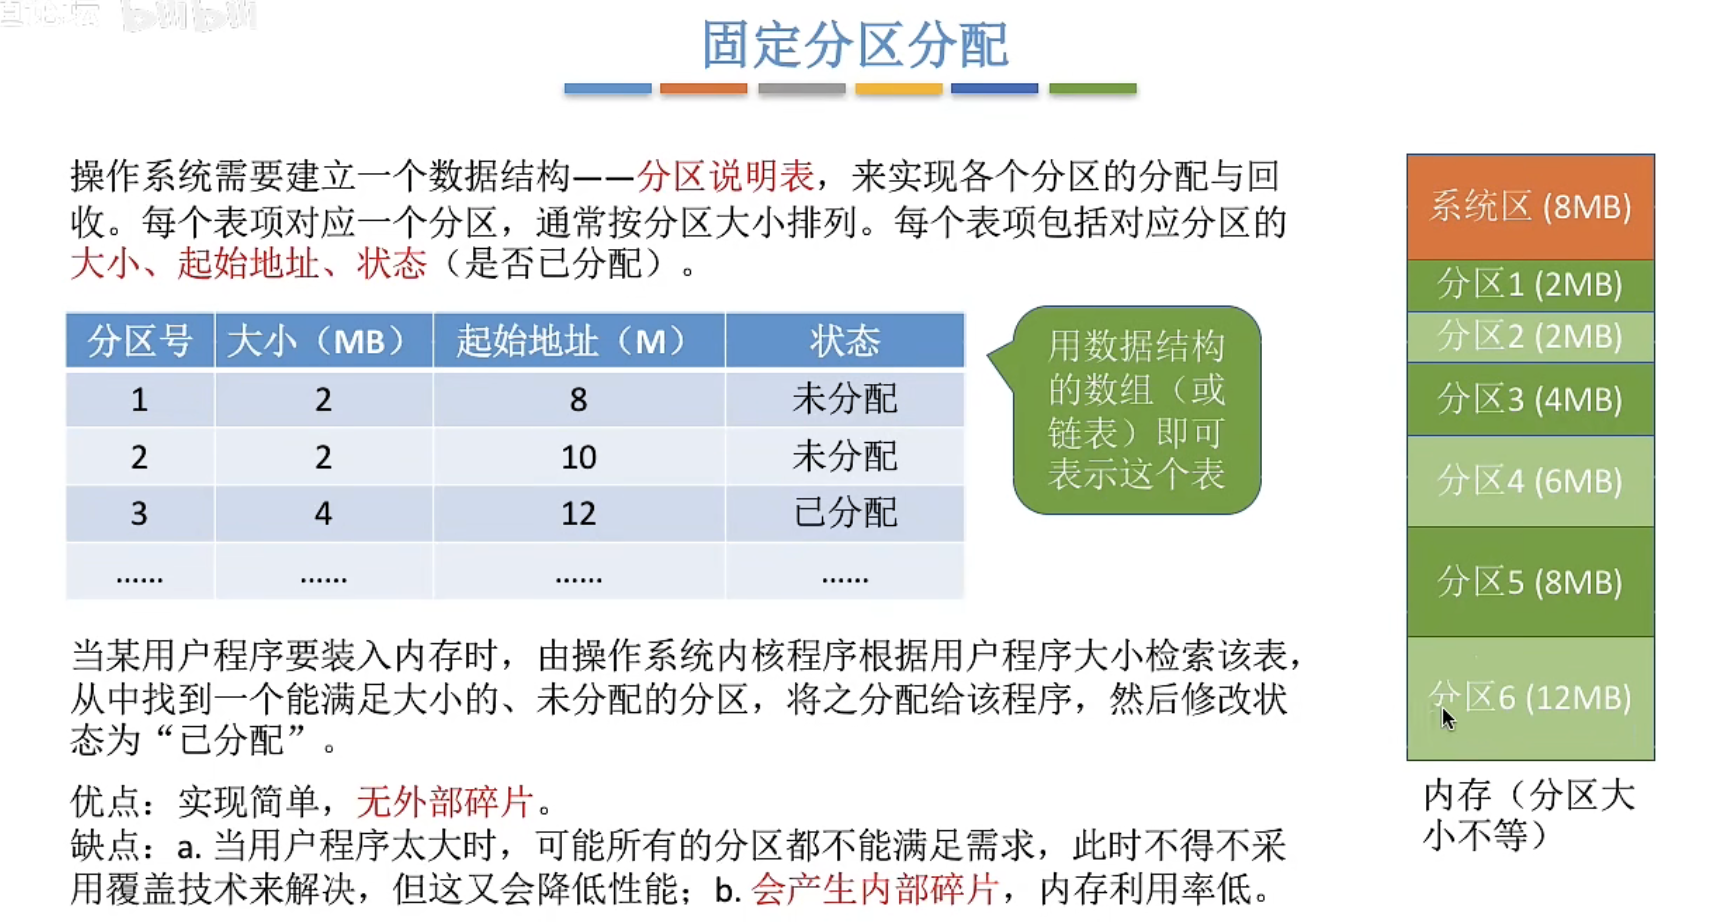 固定分区分配
操作系统需要建立一个数据结构——分区说明表，来实现各个分区的分配与回
收。每个表项对应一个分区，通常按分区大小排列。每个表项包括对应分区的
大小、起始地址、状态（是否已分配）。
分区号 大小（MB） 起始地址（M） 状态
1 2 8 未分配
2 2 10 未分配
3 4 12 已分配
…… …… …… ……
用数据结构
的数组（或
链表）即可
表示这个表
当某用户程序要装入内存时，由操作系统内核程序根据用户程序大小检索该表，
从中找到一个能满足大小的、未分配的分区，将之分配给该程序，然后修改状
态为“已分配”。
优点：实现简单，无外部碎片。
缺点：a. 当用户程序太大时，可能所有的分区都不能满足需求，此时不得不采
用覆盖技术来解决，但这又会降低性能；b. 会产生内部碎片，内存利用率低。
系统区 (8MB)
分区1 (2MB)
分区2 (2MB)
分区3 (4MB)
分区4 (6MB)
分区5 (8MB)
分区6 (12MB)
内存（分区大
小不等）